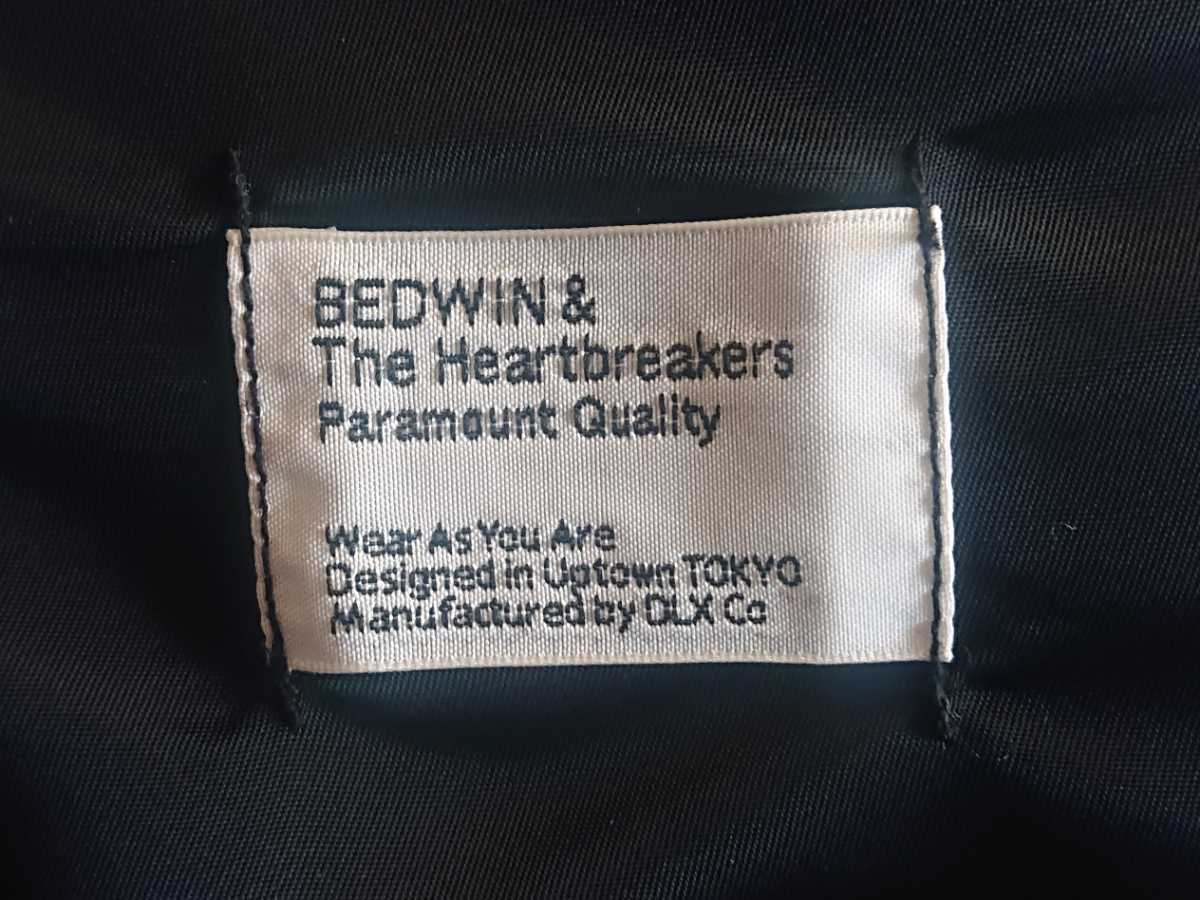 BEDWIN &
The Heartbreakers
Paramount Quality
Wear As You Are
Designed in Uptown TOKYO
Manufactured by DLX Co